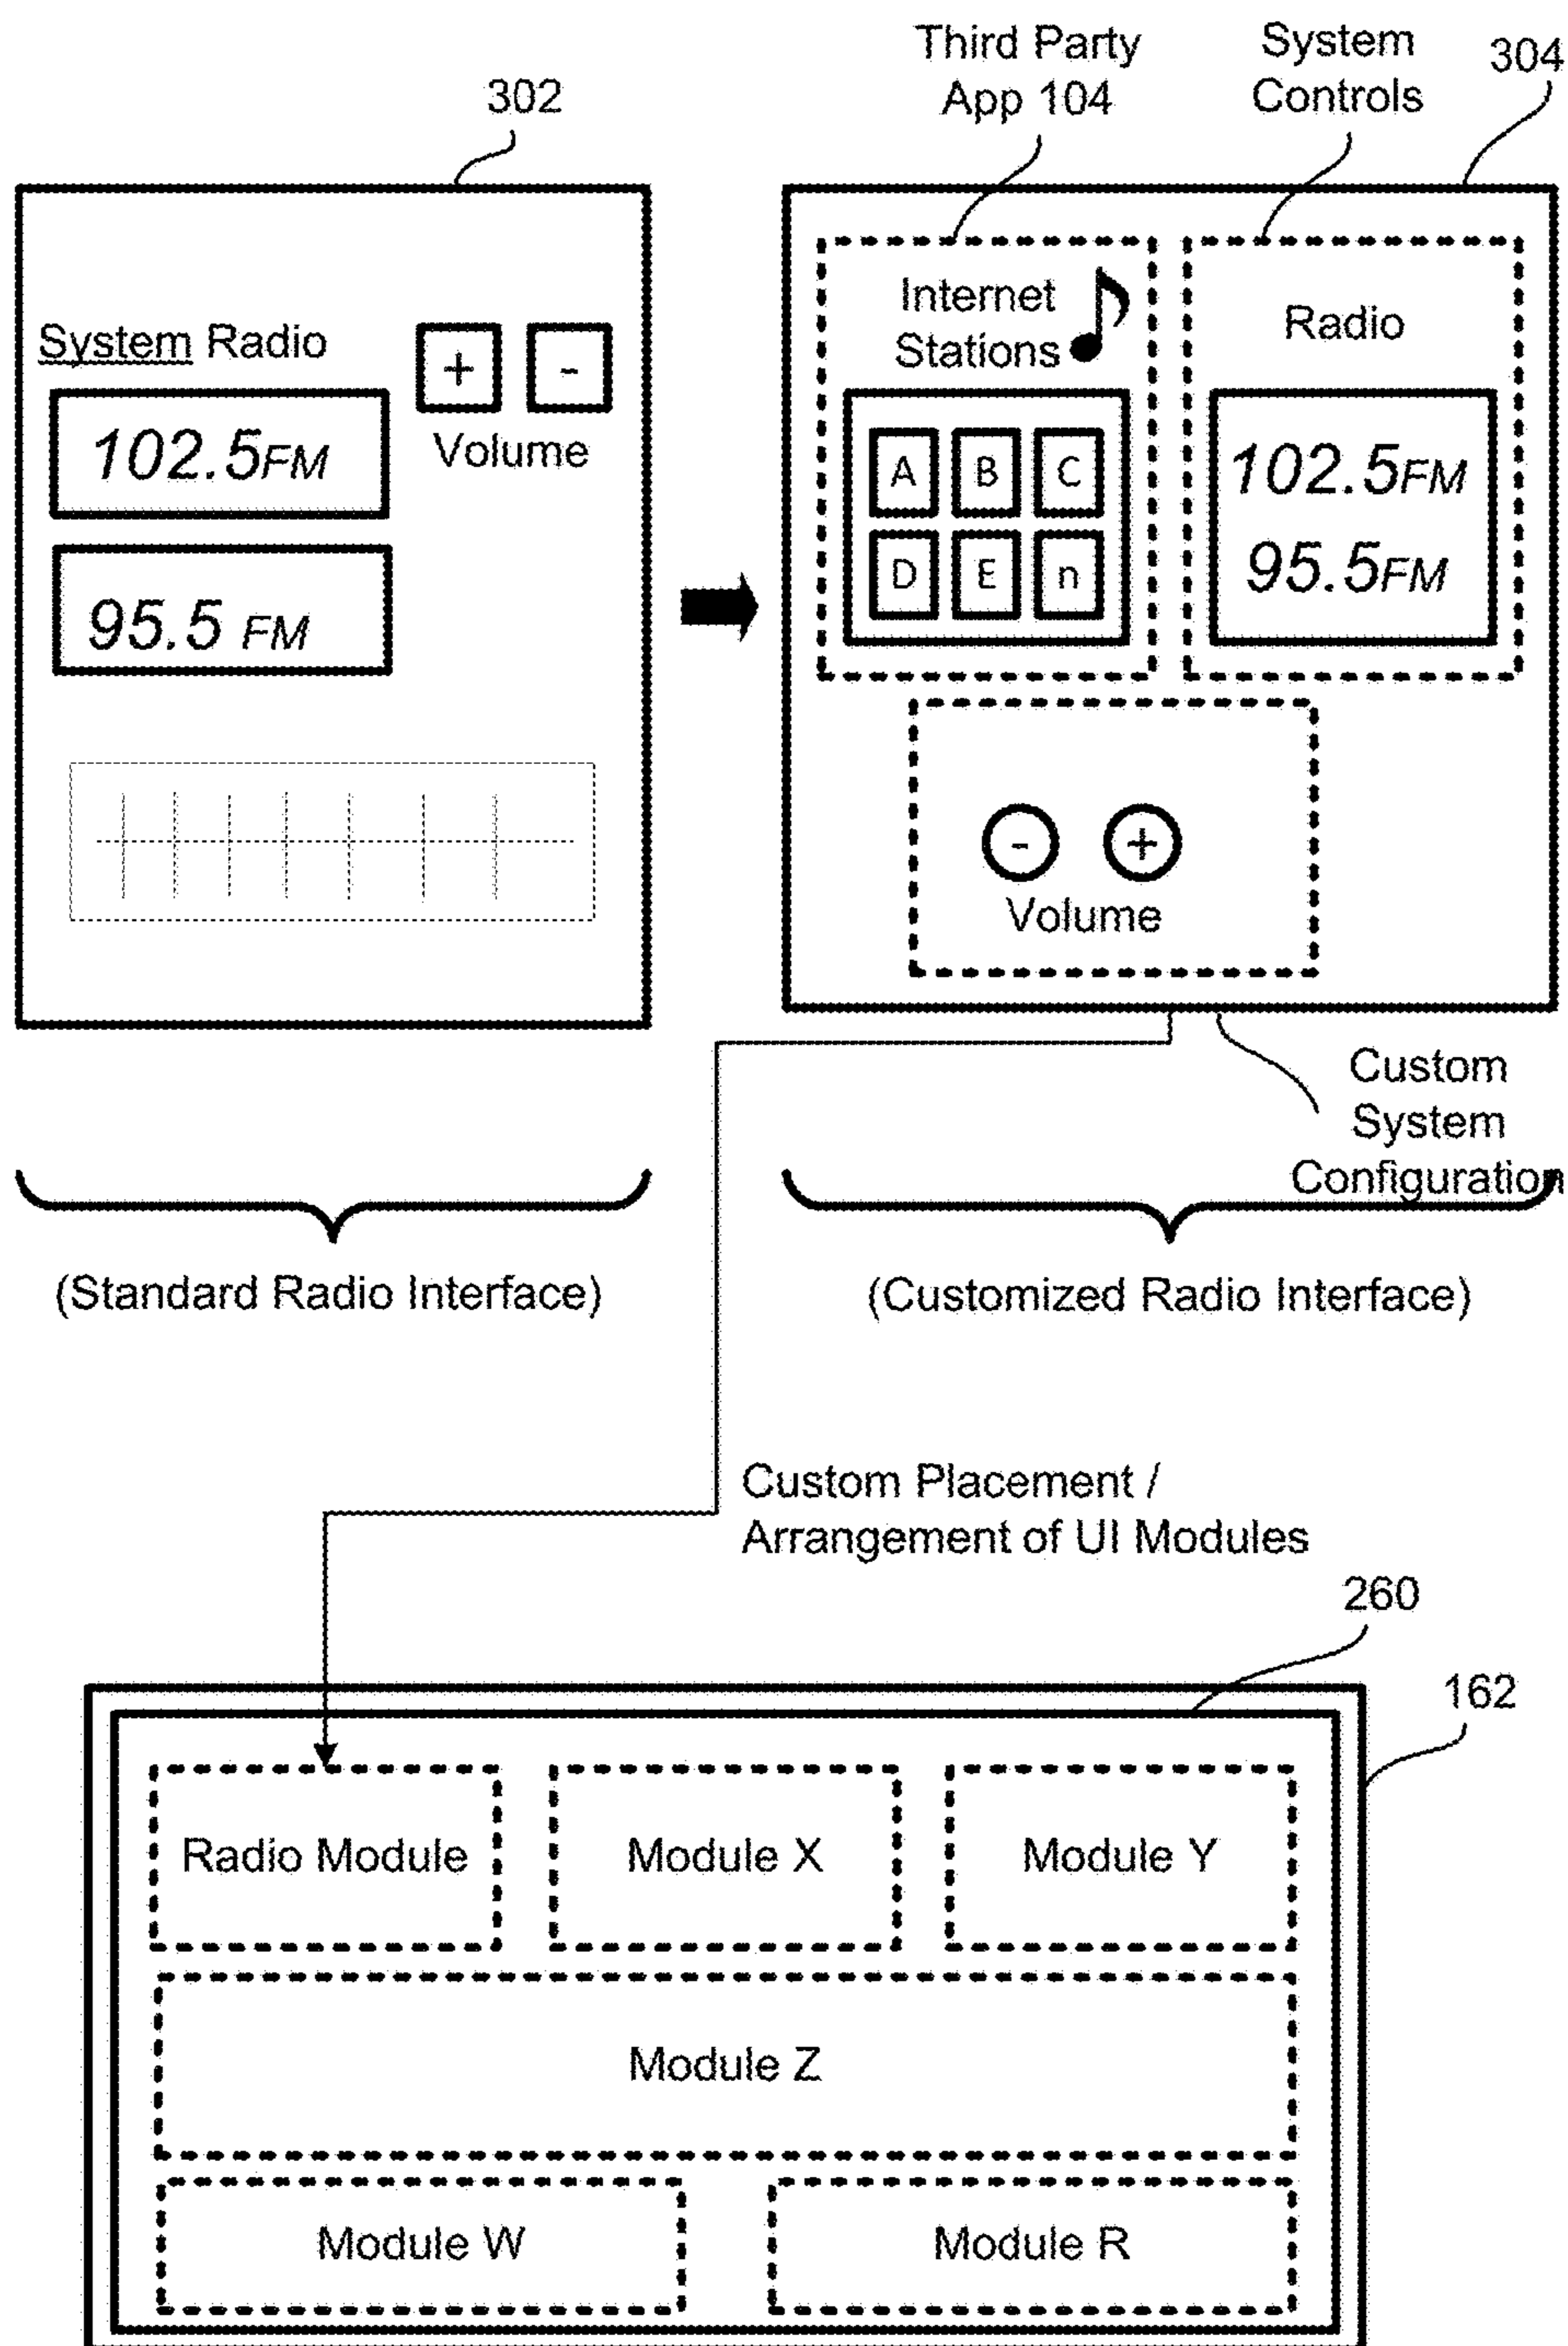 302
Third Party
App 104
System
Controls
304
System Radio
+ -
Volume
102.5FM
95.5 FM
Internet
Stations
A B C
D E n
Radio
102.5FM
95.5FM
- +
Volume
Custom
System
Configuration
(Standard Radio Interface)
(Customized Radio Interface)
Custom Placement /
Arrangement of UI Modules
260
162
Radio Module
Module X
Module Y
Module Z
Module W
Module R